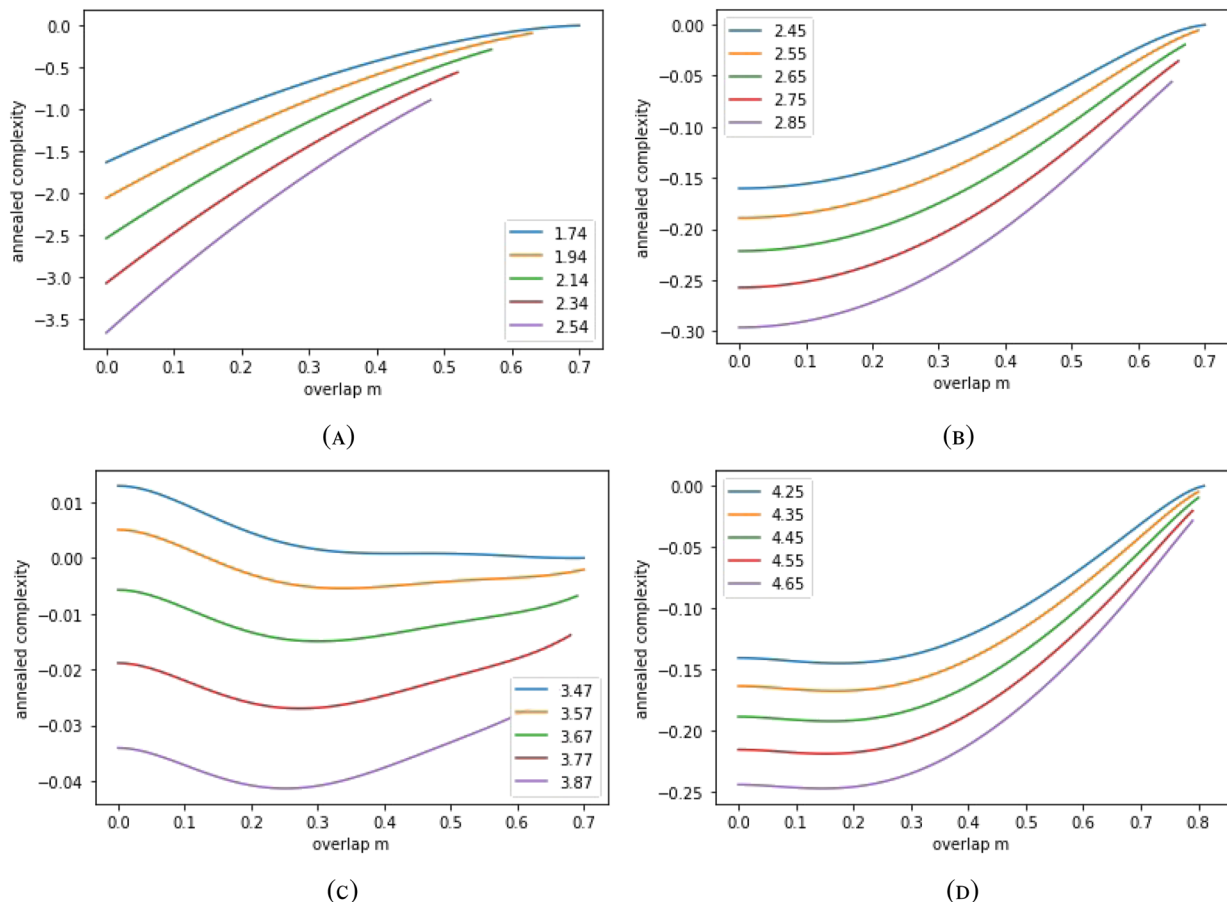 0.0
−0.5
−1.0
−1.5
−2.0
−2.5
−3.0
−3.5
annealed complexity
1.74
1.94
2.14
2.34
2.54
0.0 0.1 0.2 0.3 0.4 0.5 0.6 0.7
overlap m
(A)
0.00
−0.05
−0.10
−0.15
−0.20
−0.25
−0.30
annealed complexity
2.45
2.55
2.65
2.75
2.85
0.0 0.1 0.2 0.3 0.4 0.5 0.6 0.7
overlap m
(B)
0.01
0.00
−0.01
−0.02
−0.03
−0.04
annealed complexity
3.47
3.57
3.67
3.77
3.87
0.0 0.1 0.2 0.3 0.4 0.5 0.6 0.7
overlap m
(C)
0.00
−0.05
−0.10
−0.15
−0.20
−0.25
annealed complexity
4.25
4.35
4.45
4.55
4.65
0.0 0.1 0.2 0.3 0.4 0.5 0.6 0.7 0.8
overlap m
(D)